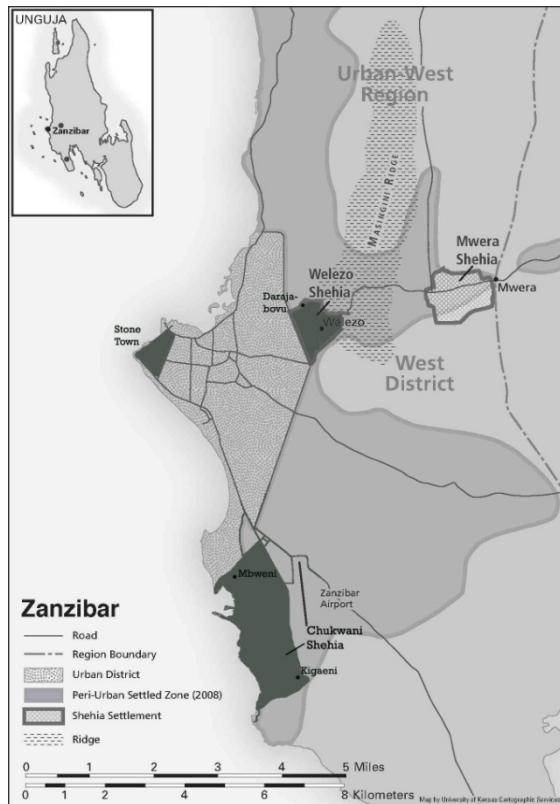 UNGUJA
Zanzibar
Urban-West
Region
MASINGINI RIDGE
Mwera
Shehia
Mwera
Welezo
Shehia
Daraja-
bovu
Welezo
Stone
Town
West
District
Mbweni
Zanzibar
Airport
Chukwani
Shehia
Kigaeni
Zanzibar
Road
Region Boundary
Urban District
Peri-Urban Settled Zone (2008)
Shehia Settlement
Ridge
0 1 2 3 4 5 Miles
0 1 2 4 6 8 Kilometers
Map by University of Kansas Cartographic Services